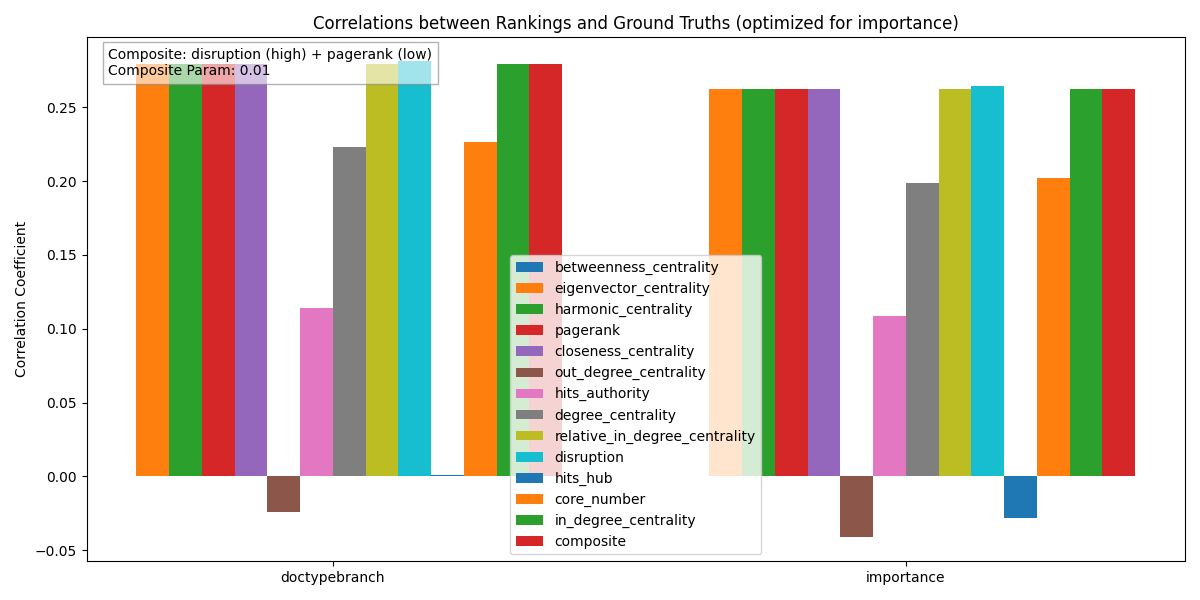 Correlations between Rankings and Ground Truths (optimized for importance)
Composite: disruption (high) + pagerank (low)
Composite Param: 0.01
Correlation Coefficient
0.25
0.20
0.15
0.10
0.05
0.00
−0.05
betweenness_centrality
eigenvector_centrality
harmonic_centrality
pagerank
closeness_centrality
out_degree_centrality
hits_authority
degree_centrality
relative_in_degree_centrality
disruption
hits_hub
core_number
in_degree_centrality
composite
doctypebranch
importance